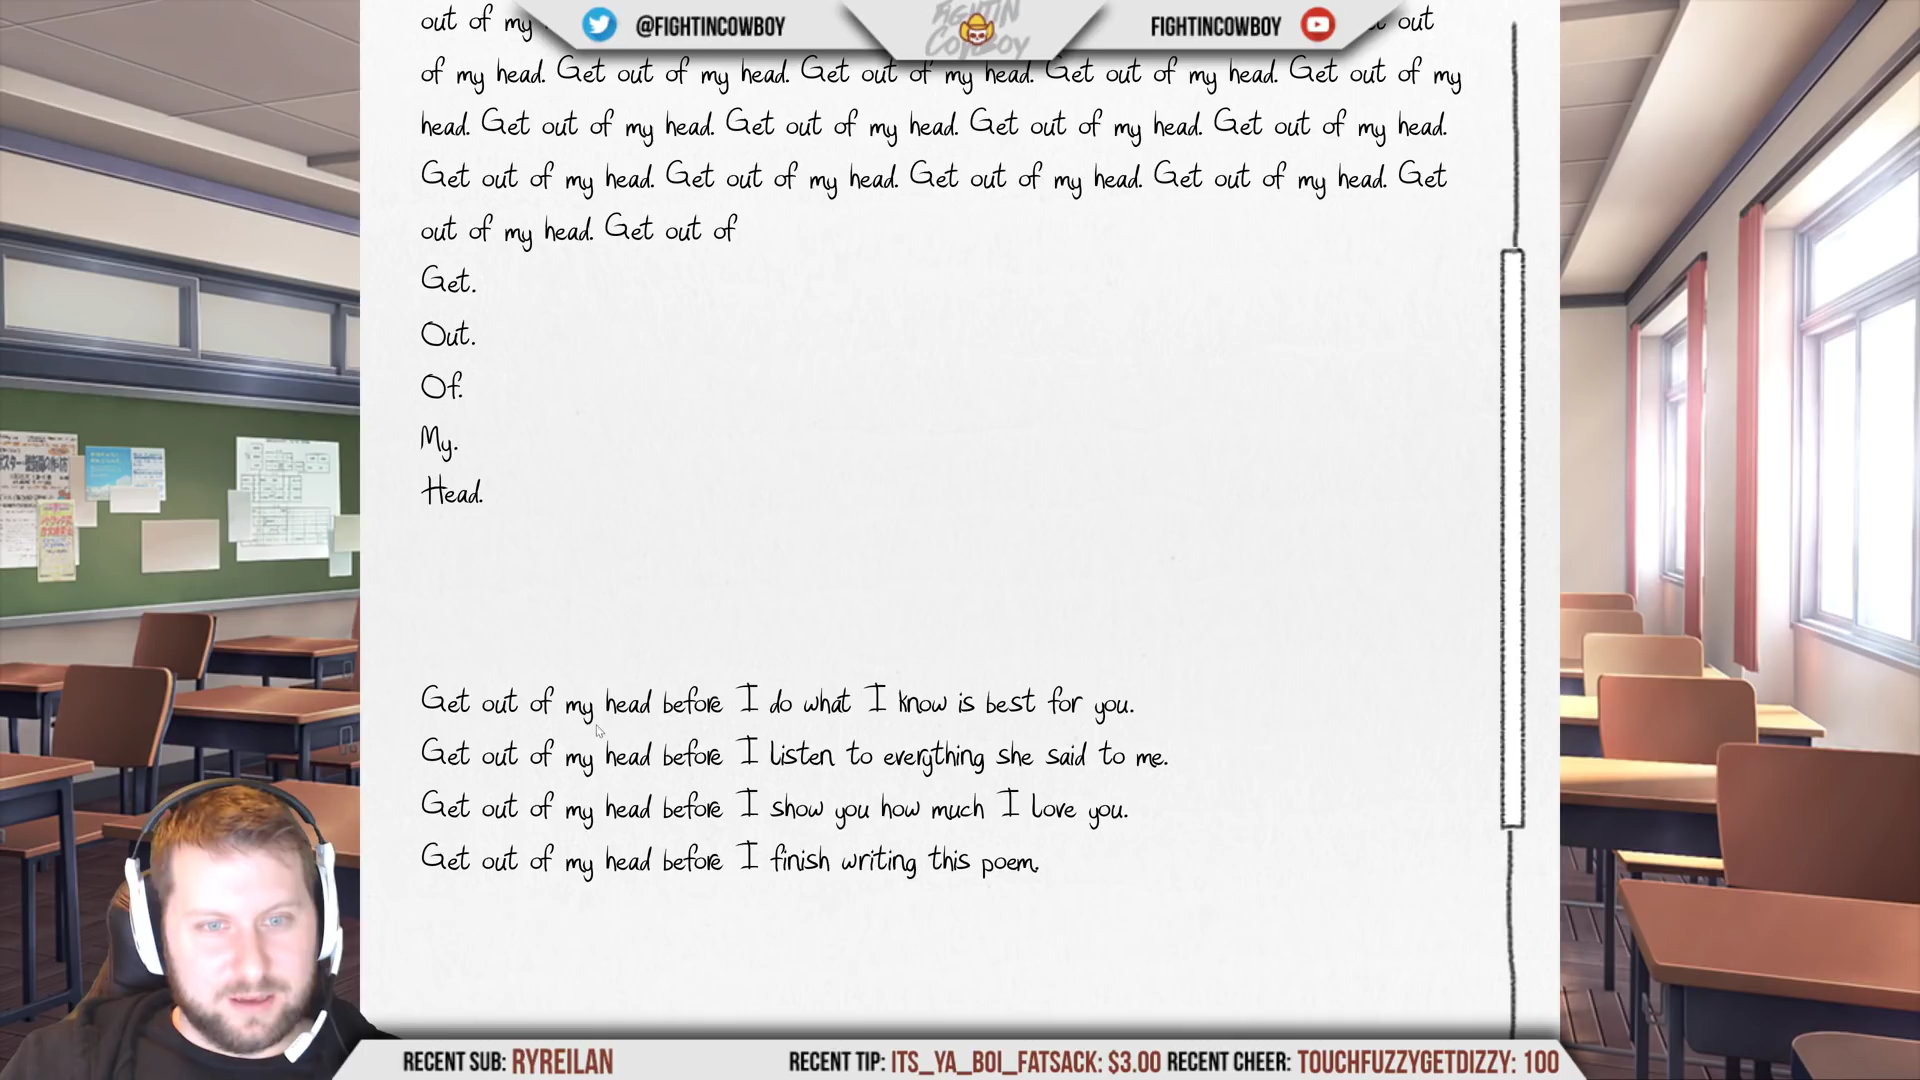 @FIGHTINCOWBOY
FIGHTIN COWBOY
FIGHTINCOWBOY
out of my
out
of my head. Get out of my head. Get out of my head. Get out of my head. Get out of my
head. Get out of my head. Get out of my head. Get out of my head. Get out of my head.
Get out of my head. Get out of my head. Get out of my head. Get out of my head. Get
out of my head. Get out of
Get.
Out.
Of.
My.
Head.
Get out of my head before I do what I know is best for you.
Get out of my head before I listen to everything she said to me.
Get out of my head before I show you how much I love you.
Get out of my head before I finish writing this poem.
RECENT SUB: RYREILAN
RECENT TIP: ITS_YA_BOI_FATSACK: $3.00 RECENT CHEER: TOUCHFUZZYGETDIZZY: 100